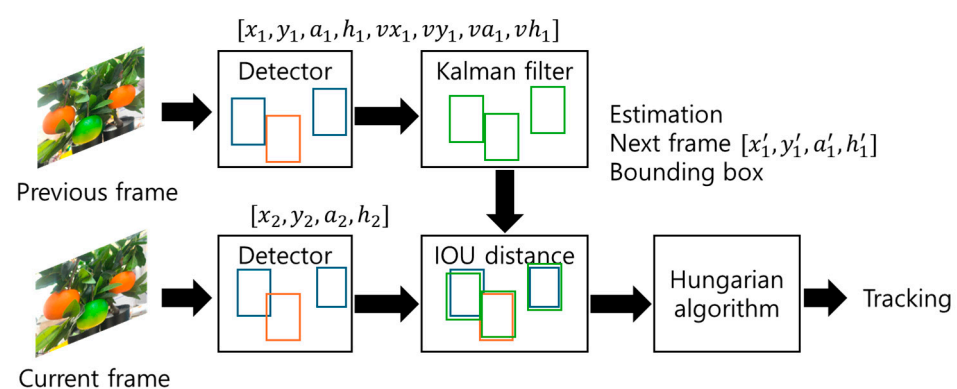 [x₁, y₁, a₁, h₁, vx₁, vy₁, va₁, vh₁]
Detector
Kalman filter
Previous frame
Estimation
Next frame [x′₁, y′₁, a′₁, h′₁]
Bounding box
[x₂, y₂, a₂, h₂]
Detector
IOU distance
Hungarian
algorithm
Tracking
Current frame